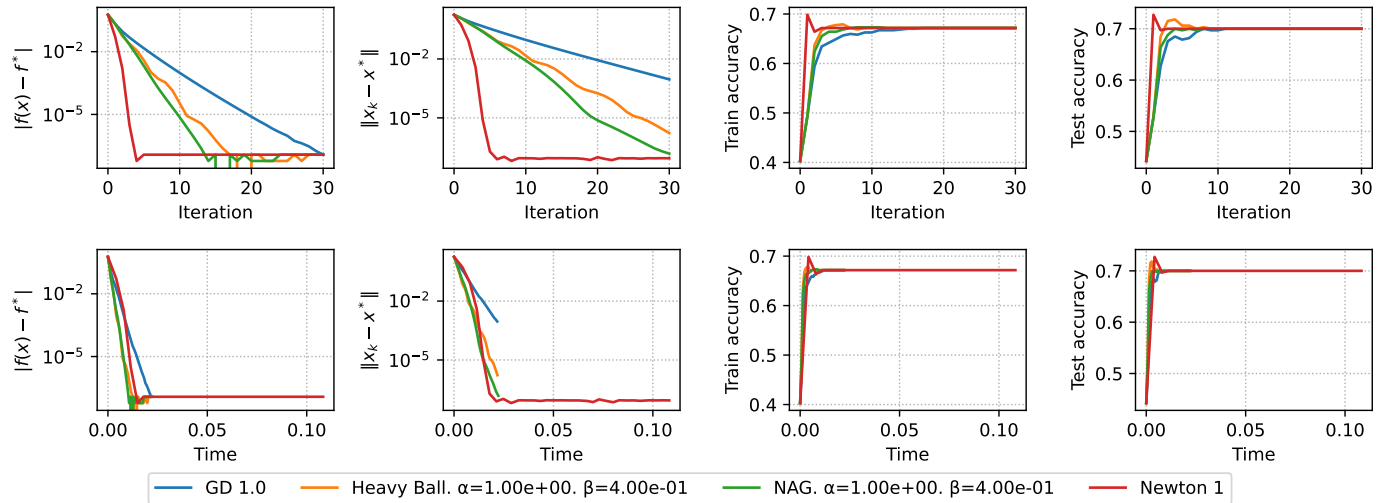 |f(x) − f*|
10⁻²
10⁻⁵
0 10 20 30
Iteration
‖x_k − x*‖
10⁻²
10⁻⁵
0 10 20 30
Iteration
Train accuracy
0.7
0.6
0.5
0.4
0 10 20 30
Iteration
Test accuracy
0.7
0.6
0.5
0 10 20 30
Iteration
|f(x) − f*|
10⁻²
10⁻⁵
0.00 0.05 0.10
Time
‖x_k − x*‖
10⁻²
10⁻⁵
0.00 0.05 0.10
Time
Train accuracy
0.7
0.6
0.5
0.4
0.00 0.05 0.10
Time
Test accuracy
0.7
0.6
0.5
0.00 0.05 0.10
Time
GD 1.0 Heavy Ball. α=1.00e+00. β=4.00e-01 NAG. α=1.00e+00. β=4.00e-01 Newton 1